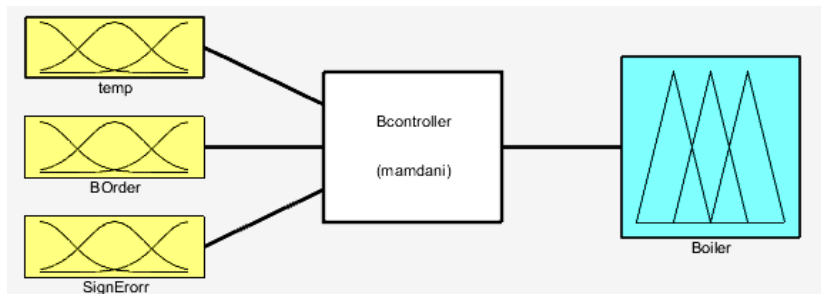 temp
BOrder
SignErorr
Bcontroller
(mamdani)
Boiler